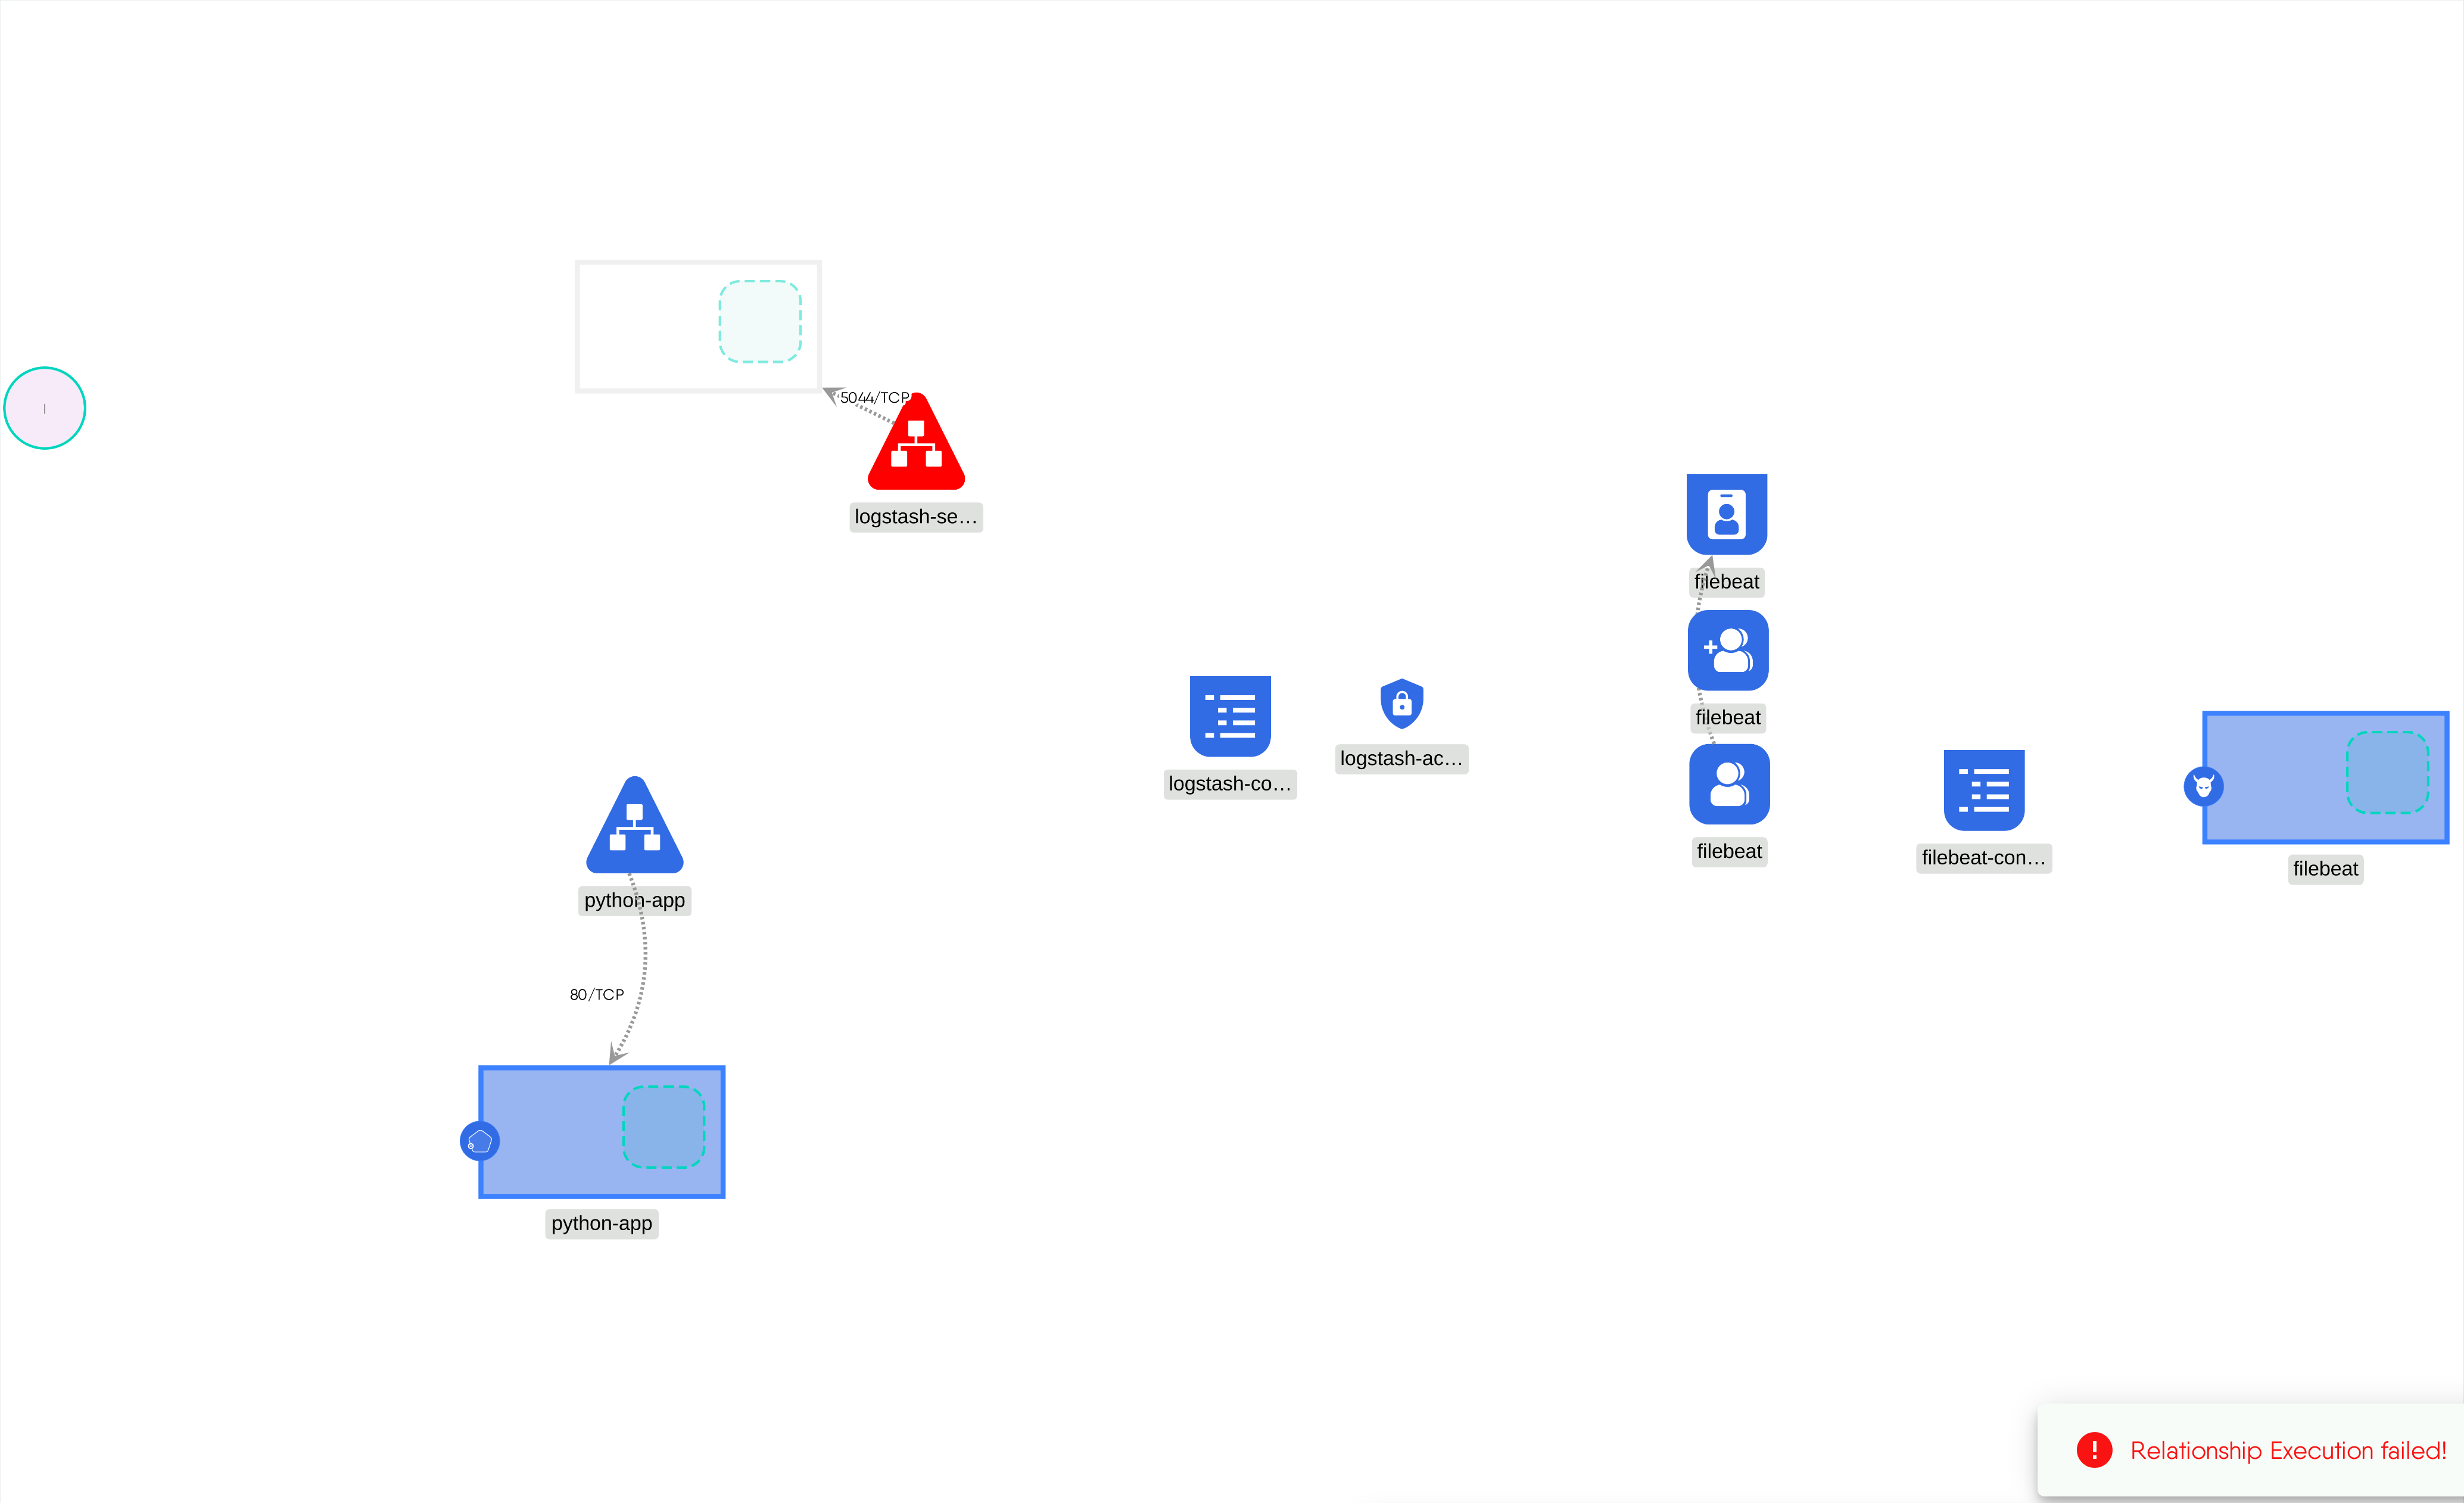 5044/TCP
logstash-se...
filebeat
filebeat
logstash-ac...
logstash-co...
filebeat
filebeat-con...
filebeat
python-app
80/TCP
python-app
Relationship Execution failed!